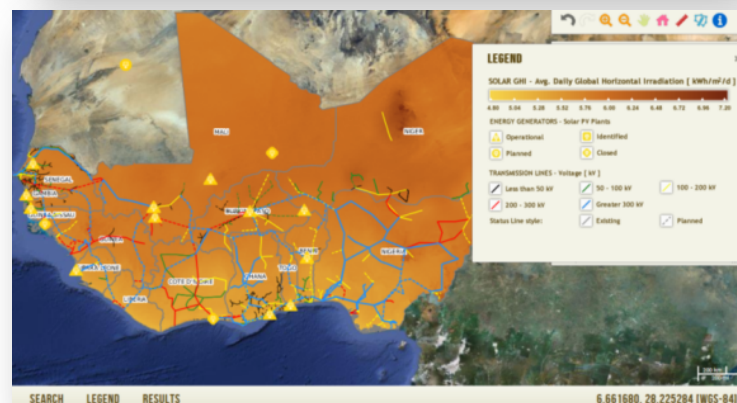 LEGEND
SOLAR GHI - Avg. Daily Global Horizontal Irradiation [ kWh/m²/d ]
4.80 5.04 5.28 5.52 5.76 6.00 6.24 6.48 6.72 6.96 7.20
ENERGY GENERATORS - Solar PV Plants
Operational Identified
Planned Closed
TRANSMISSION LINES - Voltage [ kV ]
Less than 50 kV 50 - 100 kV 100 - 200 kV
200 - 300 kV Greater 300 kV
Status Line style: Existing Planned
MALI
NIGER
SENEGAL
BENIN
NIGERIA
TOGO
GHANA
LIBERIA
200 km
SEARCH LEGEND RESULTS
6.661680, 28.225284 [WGS-84]